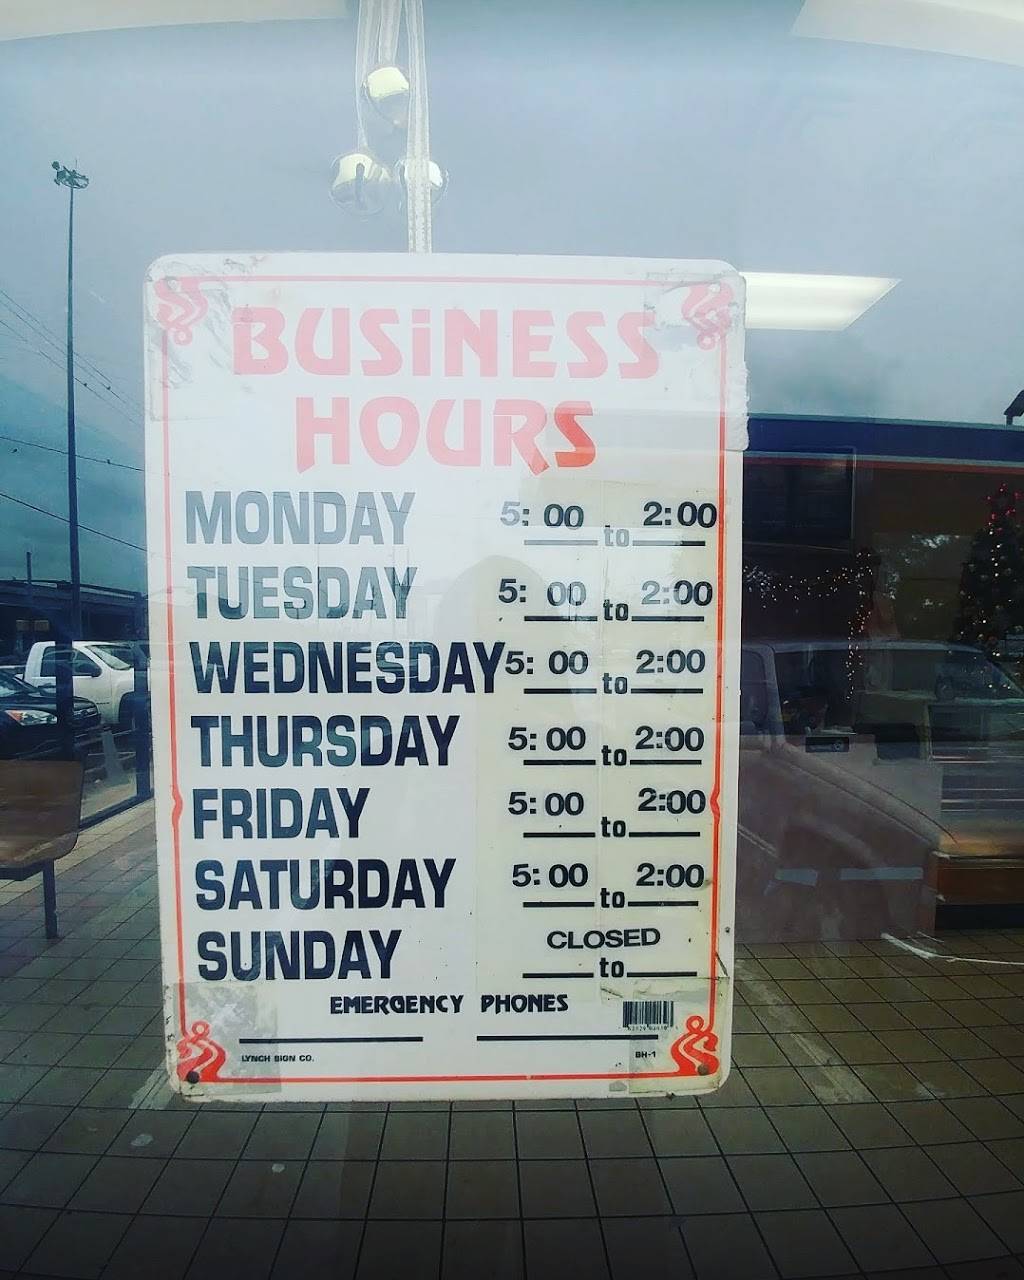 BUSiNESS
HOURS
MONDAY 5: 00 to 2:00
TUESDAY 5: 00 to 2:00
WEDNESDAY 5: 00 to 2:00
THURSDAY 5: 00 to 2:00
FRIDAY 5: 00 to 2:00
SATURDAY 5: 00 to 2:00
SUNDAY CLOSED to
EMERGENCY PHONES
LYNCH SIGN CO. BH-1